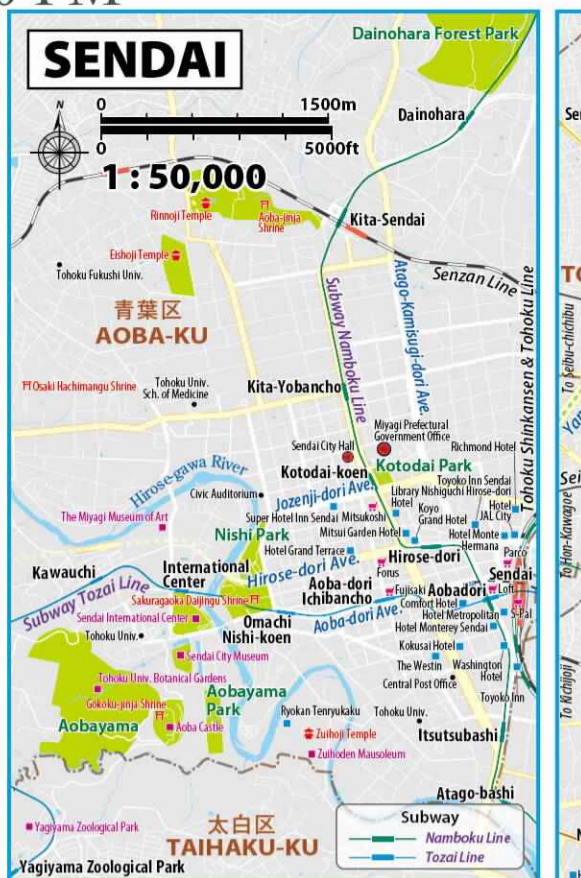 SENDAI
0 1500m
0 5000ft
1 : 50,000
N
Dainohara Forest Park
Dainohara
Rinnoji Temple
Aoba-jinja
Shrine
Kita-Sendai
Eishoji Temple
Tohoku Fukushi Univ.
Senzan Line
青葉区
AOBA-KU
Subway Namboku Line
Atago-Kamisugi-dori Ave.
Tohoku Shinkansen & Tohoku Line
Osaki Hachimangu Shrine
Tohoku Univ.
Sch. of Medicine
Kita-Yobancho
Miyagi Prefectural
Government Office
Sendai City Hall
Richmond Hotel
Kotodai-koen
Kotodai Park
Hirose-gawa River
Civic Auditorium
Jozenji-dori Ave.
Toyoko Inn Sendai
Library Nishiguchi Hirose-dori
Hotel
Koyo
Grand Hotel
Hotel
JAL City
Super Hotel Inn Sendai
Mitsukoshi
The Miyagi Museum of Art
Mitsui Garden Hotel
Hotel Monte
Hermana
Nishi Park
Hotel Grand Terrace
Hirose-dori
Parco
Kawauchi
International
Center
Hirose-dori Ave.
Forus
Sendai
Subway Tozai Line
Aoba-dori
Ichibancho
Fujisaki
Aobadori
Loft
Sakuragaoka Daijingu Shrine
Comfort Hotel
S-Pal
Sendai International Center
Omachi
Nishi-koen
Aoba-dori Ave.
Hotel Metropolitan
Hotel Monterey Sendai
Tohoku Univ.
Kokusai Hotel
Sendai City Museum
The Westin
Washington
Hotel
Central Post Office
Tohoku Univ. Botanical Gardens
Aobayama
Park
Toyoko Inn
Gokoku-jinja Shrine
Ryokan Tenryukaku
Tohoku Univ.
Aobayama
Aoba Castle
Zuihoji Temple
Itsutsubashi
Zuihoden Mausoleum
Atago-bashi
Yagiyama Zoological Park
太白区
TAIHAKU-KU
Subway
Namboku Line
Tozai Line
Yagiyama Zoological Park
To Seibu-chichibu
To Hon-Kawagoe
To Kichijoji